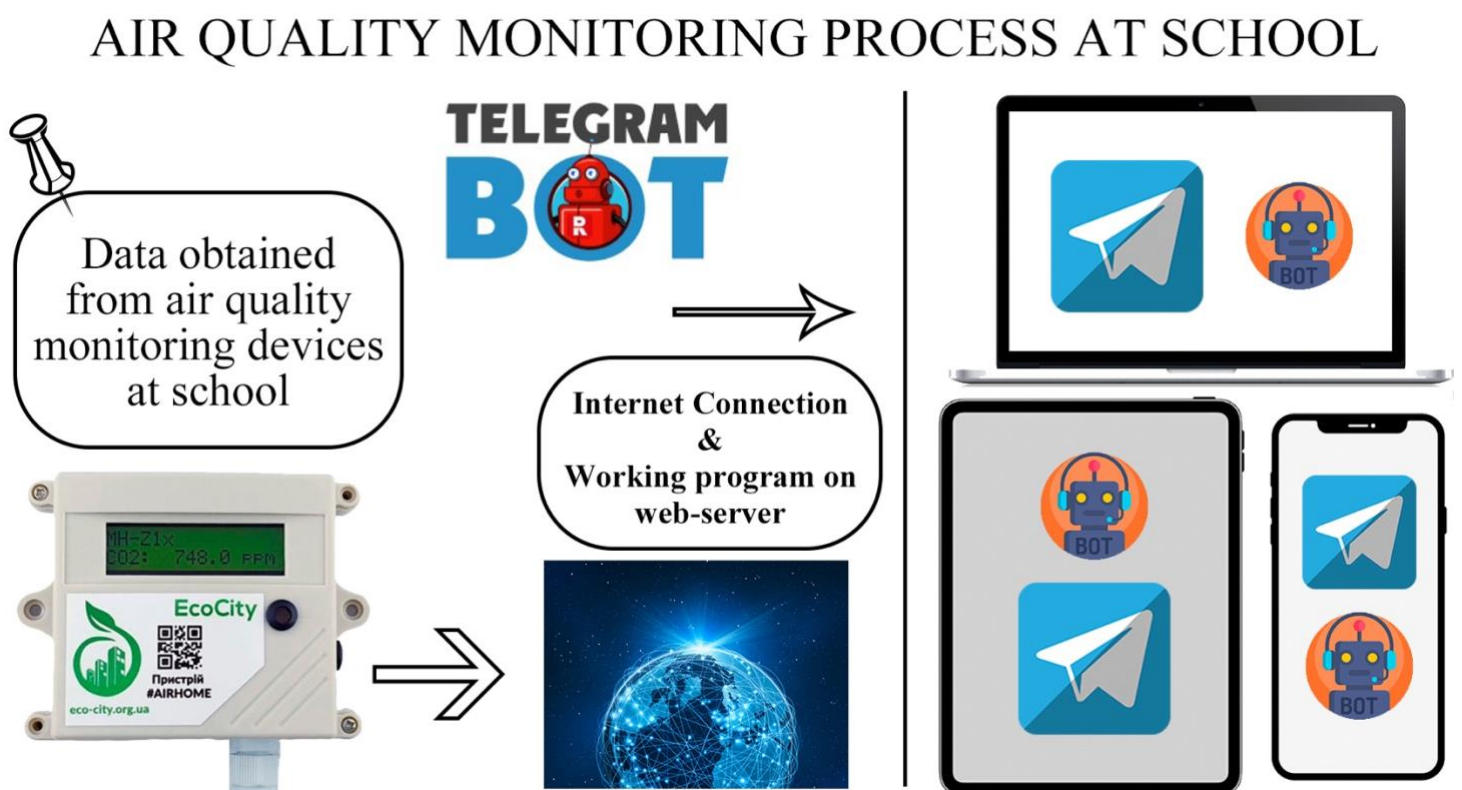 AIR QUALITY MONITORING PROCESS AT SCHOOL
TELEGRAM
BOT
R
Data obtained
from air quality
monitoring devices
at school
Internet Connection
&
Working program on
web-server
MH-Z1x
CO2: 748.0 PPM
EcoCity
Пристрій
#AIRHOME
eco-city.org.ua
BOT
BOT
BOT